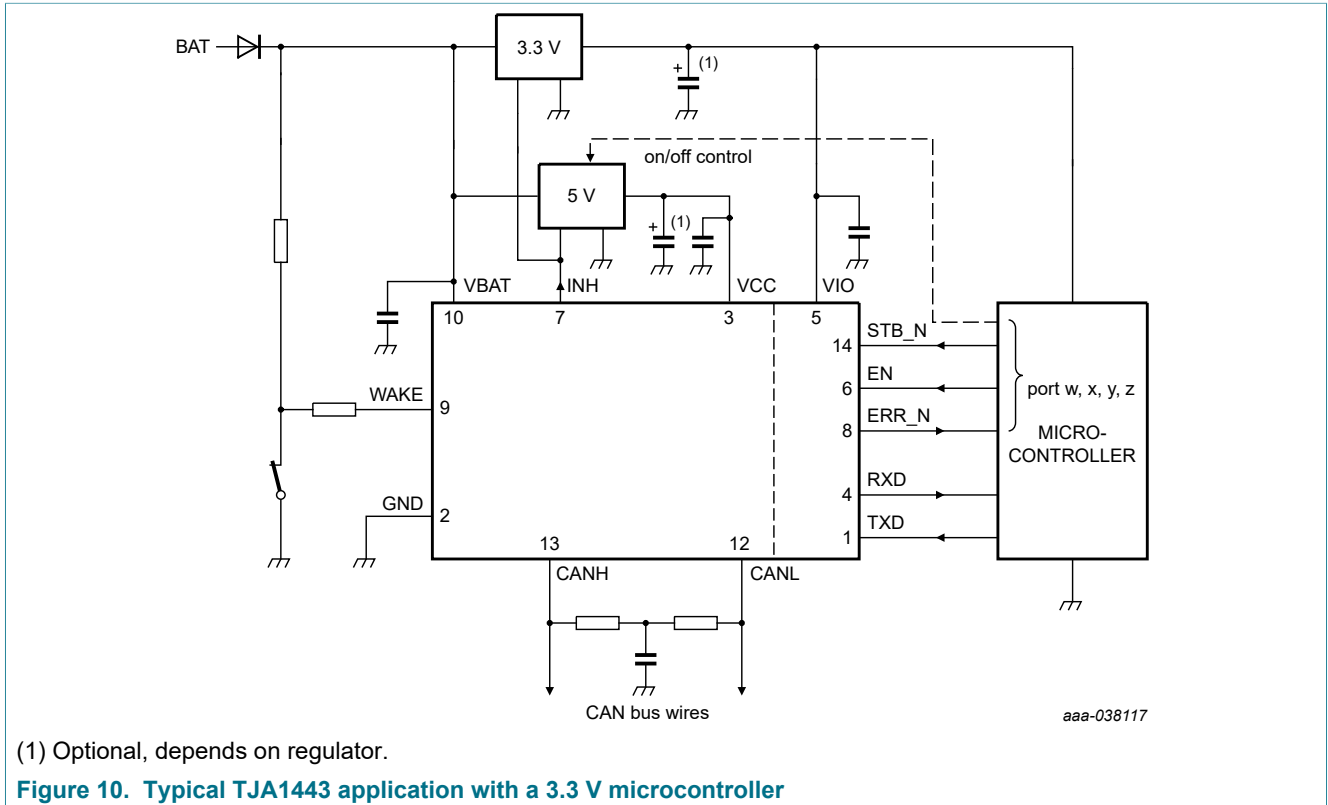 BAT
3.3 V
+ (1)
on/off control
5 V
+ (1)
VBAT
INH
VCC
VIO
10
7
3
5
STB_N
14
EN
6
port w, x, y, z
WAKE
9
ERR_N
8
MICRO-
CONTROLLER
RXD
4
GND
2
TXD
1
13
12
CANH
CANL
CAN bus wires
aaa-038117
(1) Optional, depends on regulator.
Figure 10. Typical TJA1443 application with a 3.3 V microcontroller